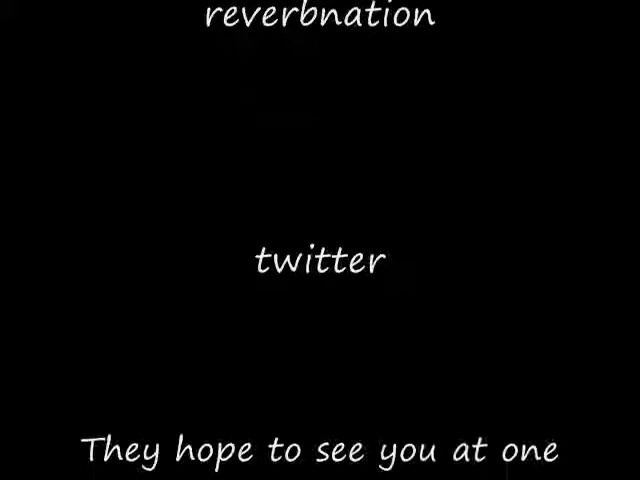 reverbnation
twitter
They hope to see you at one